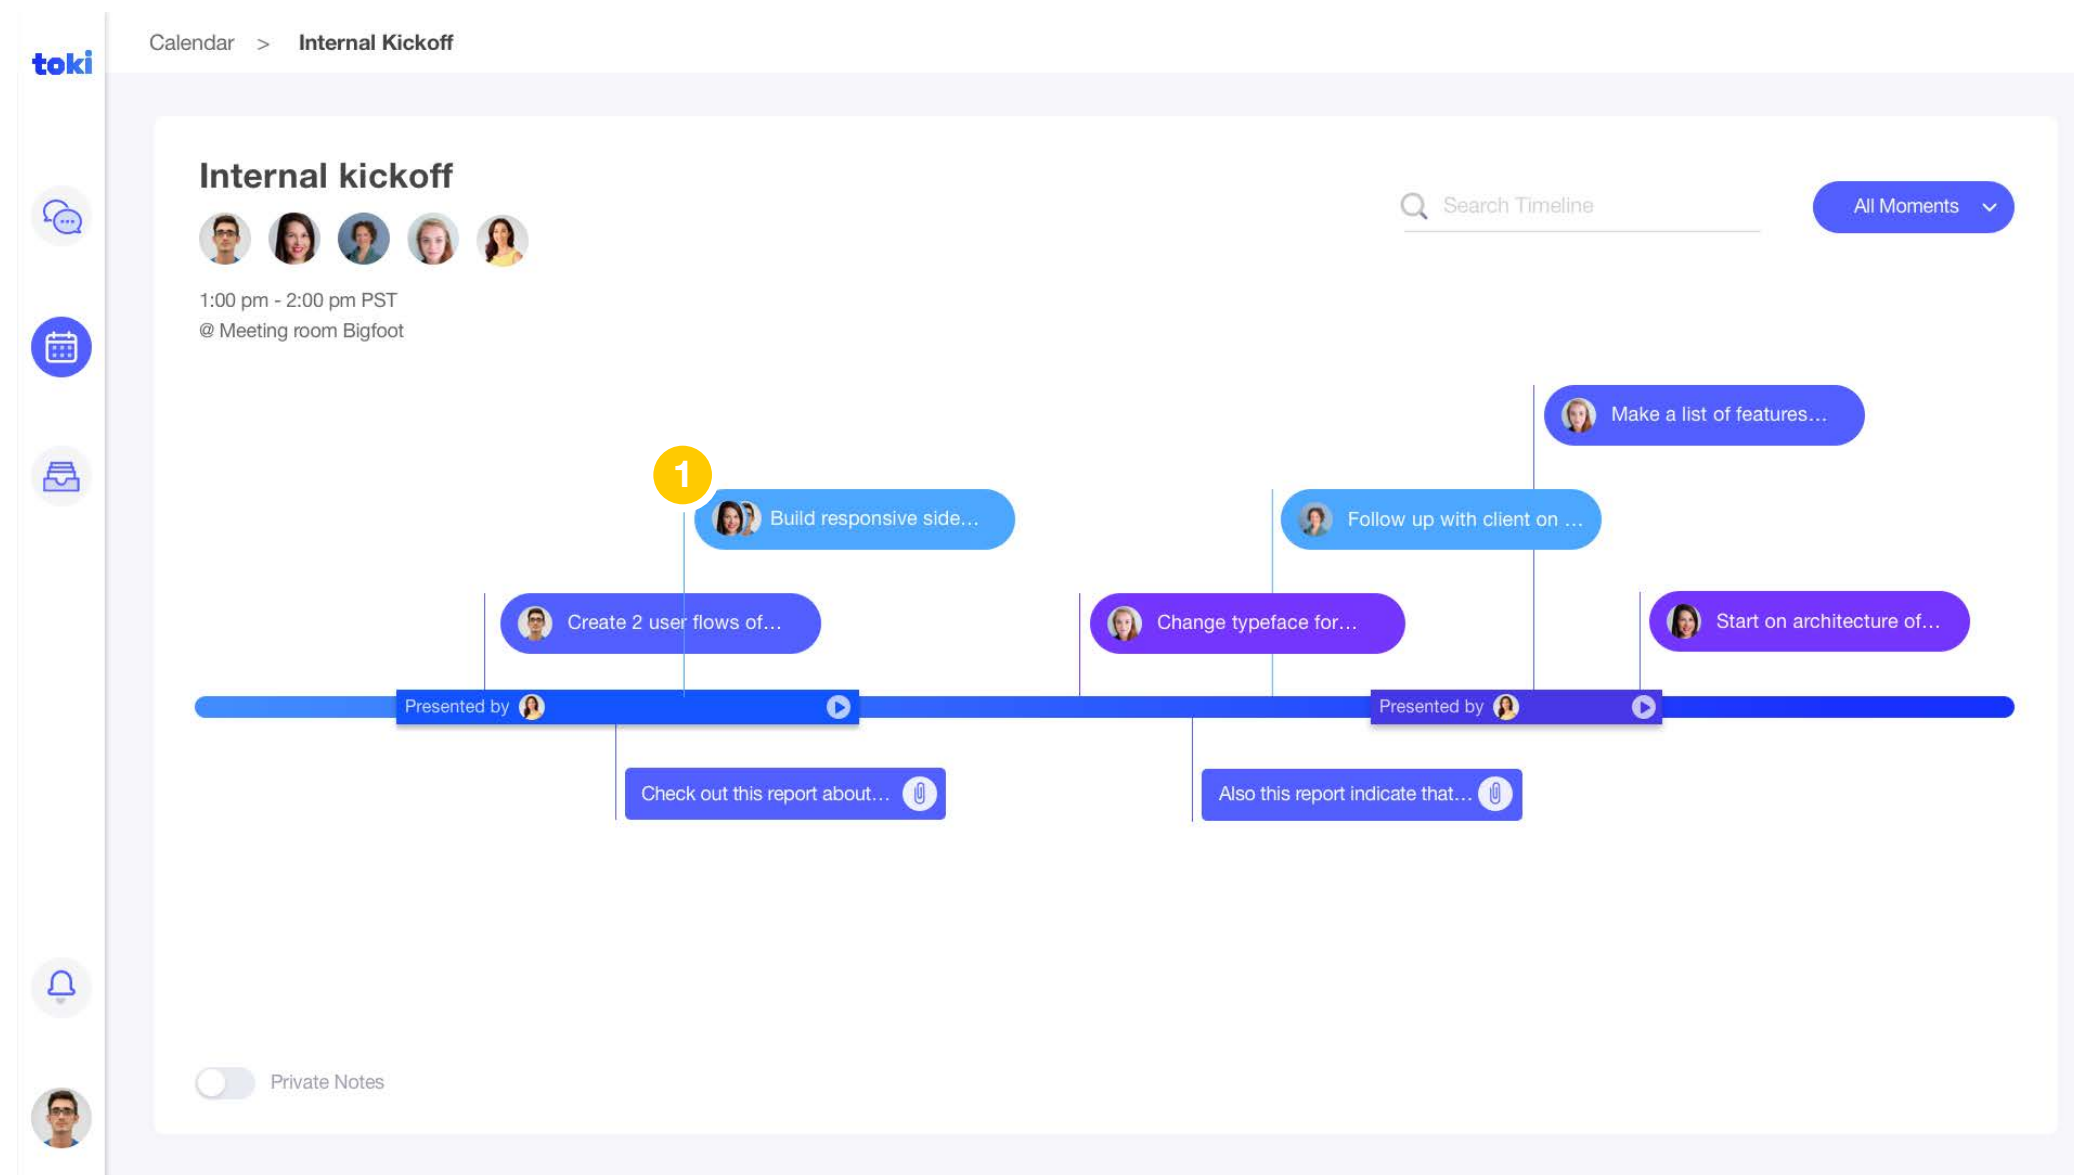 toki
Calendar > Internal Kickoff
Internal kickoff
Search Timeline
All Moments
1:00 pm - 2:00 pm PST
@ Meeting room Bigfoot
Make a list of features...
1
Build responsive side...
Follow up with client on ...
Create 2 user flows of...
Change typeface for...
Start on architecture of...
Presented by
Presented by
Check out this report about...
Also this report indicate that...
Private Notes